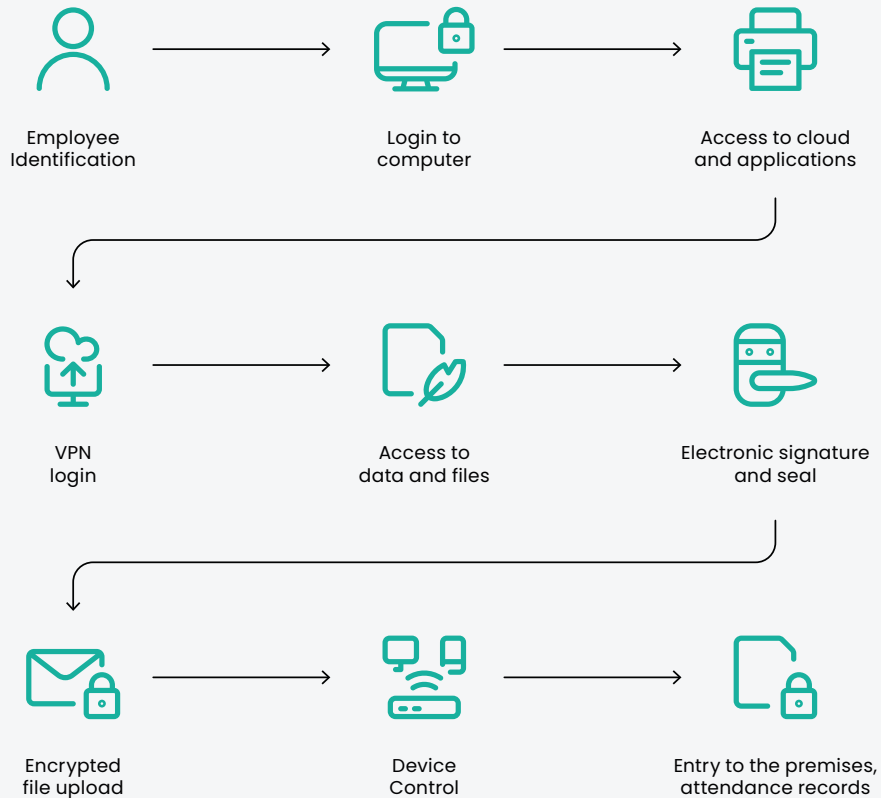 Employee
Identification
Login to
computer
Access to cloud
and applications
VPN
login
Access to
data and files
Electronic signature
and seal
Encrypted
file upload
Device
Control
Entry to the premises,
attendance records